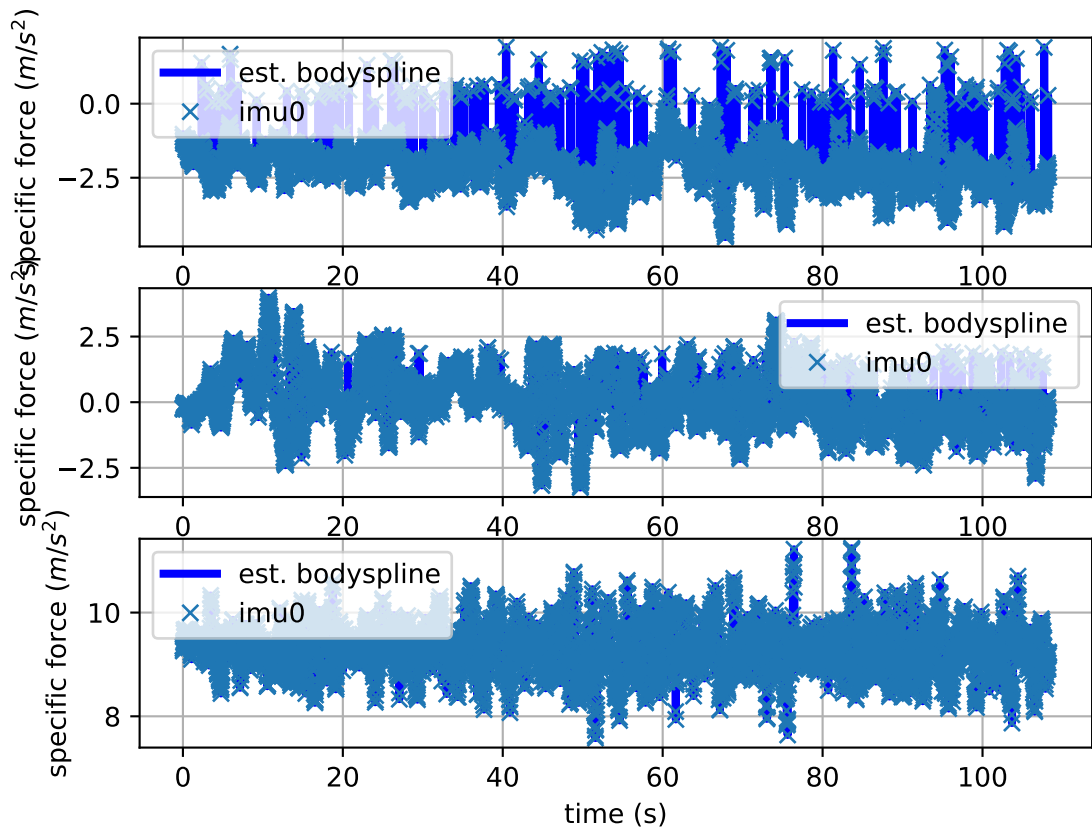 specific force (m/s²)
0.0
−2.5
est. bodyspline
imu0
0 20 40 60 80 100
specific force (m/s²)
2.5
0.0
−2.5
est. bodyspline
imu0
0 20 40 60 80 100
specific force (m/s²)
10
8
est. bodyspline
imu0
0 20 40 60 80 100
time (s)